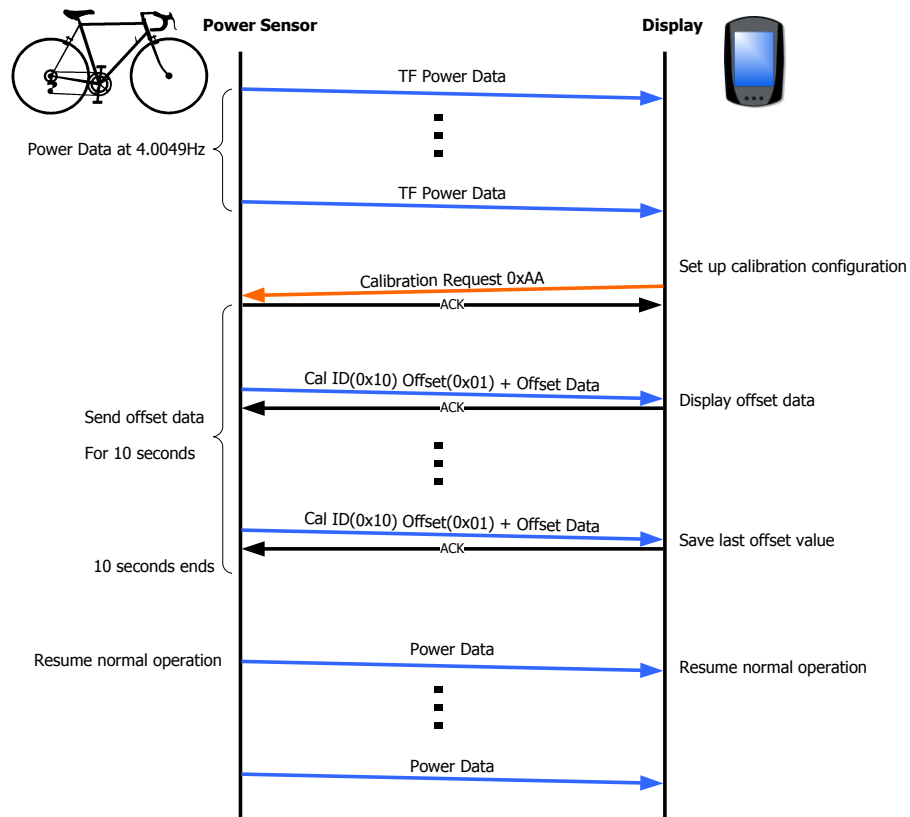 Power Sensor
Display
TF Power Data
Power Data at 4.0049Hz
TF Power Data
Set up calibration configuration
Calibration Request 0xAA
ACK
Cal ID(0x10) Offset(0x01) + Offset Data
ACK
Display offset data
Send offset data
For 10 seconds
Cal ID(0x10) Offset(0x01) + Offset Data
ACK
Save last offset value
10 seconds ends
Resume normal operation
Power Data
Resume normal operation
Power Data